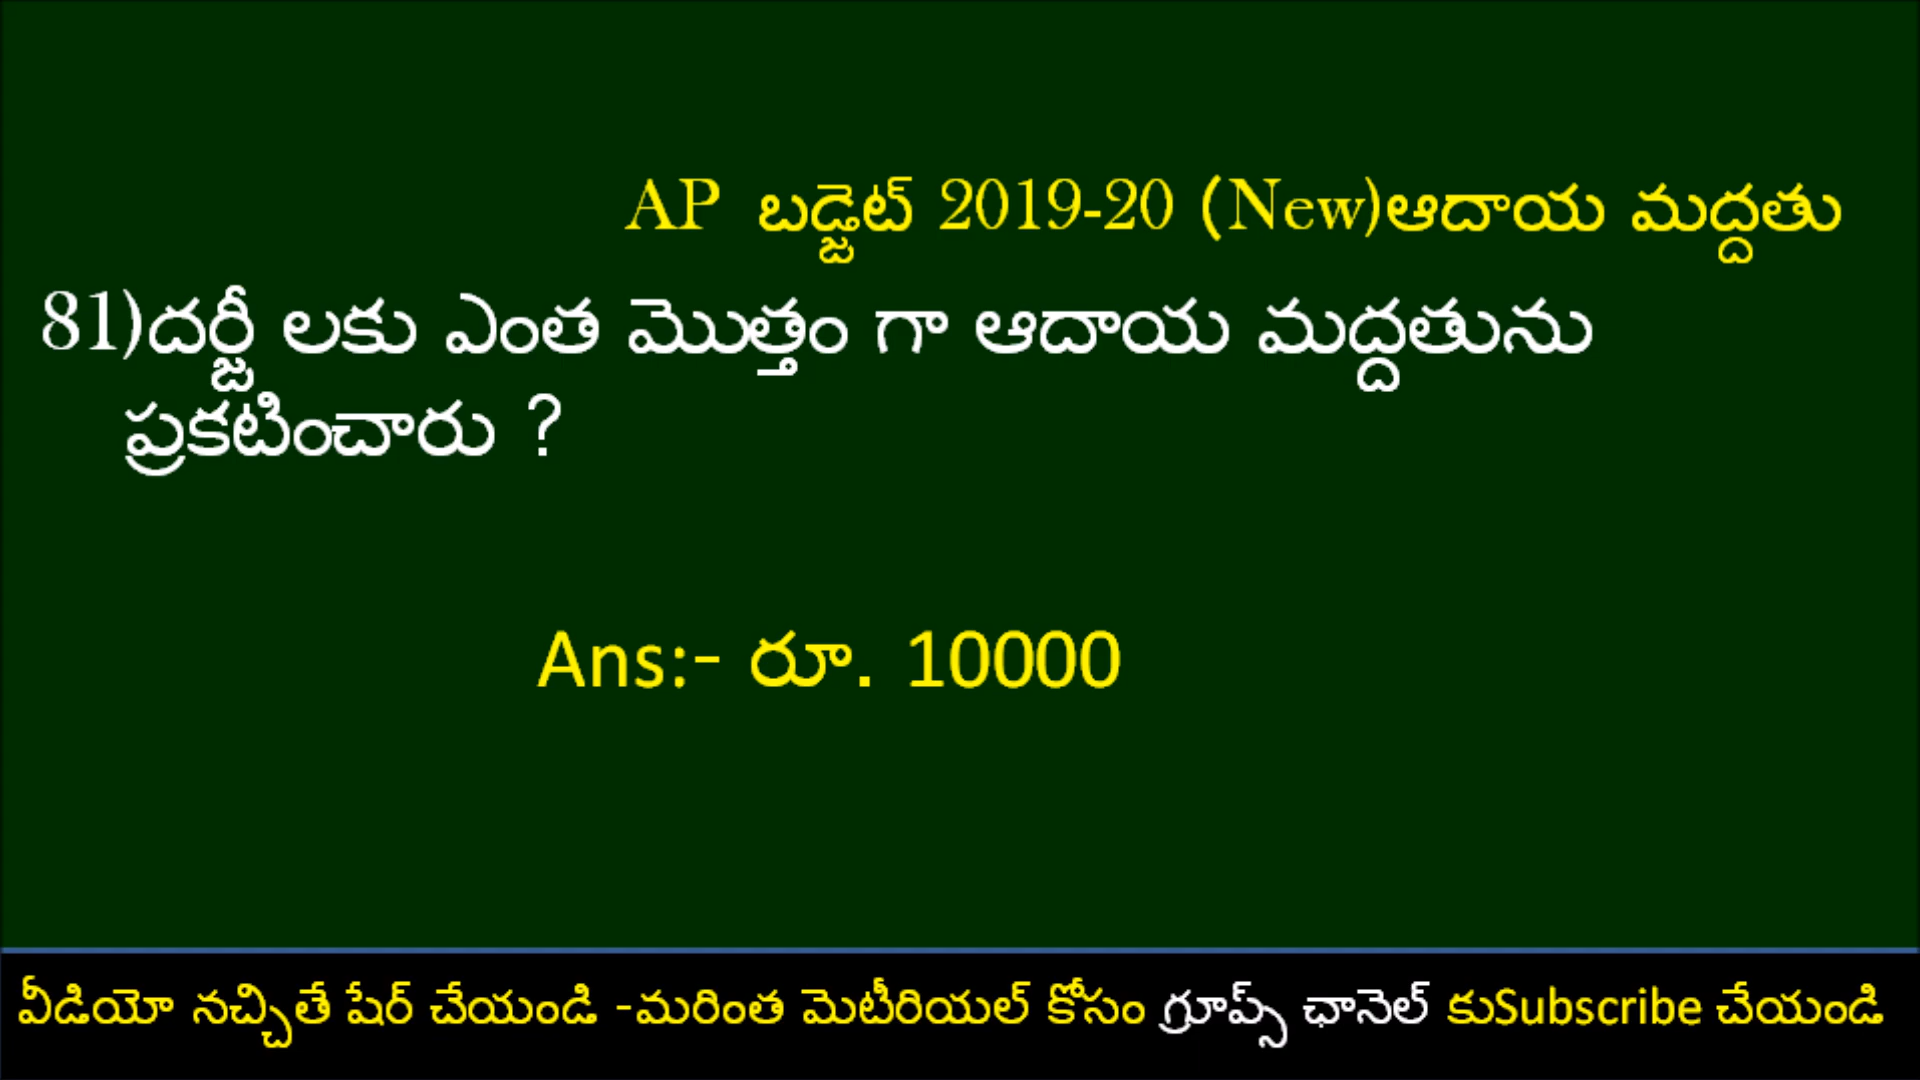 AP బడ్జెట్ 2019-20 (New)ఆదాయ మద్దతు
81)దర్జీ లకు ఎంత మొత్తం గా ఆదాయ మద్దతును
ప్రకటించారు ?
Ans:- రూ. 10000
వీడియో నచ్చితే షేర్ చేయండి -మరింత మెటీరియల్ కోసం గ్రూప్స్ ఛానెల్ కుSubscribe చేయండి